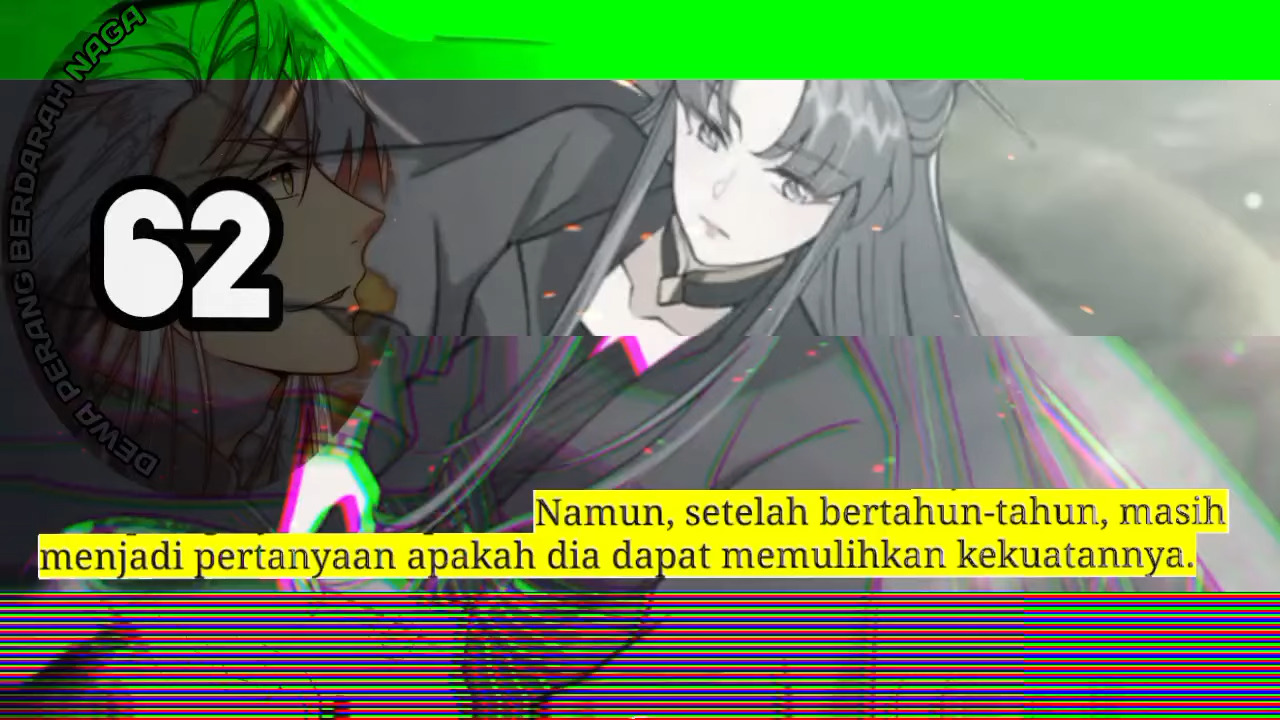 DEWA PERANG BERDARAH NAGA
62
Namun, setelah bertahun-tahun, masih
menjadi pertanyaan apakah dia dapat memulihkan kekuatannya.